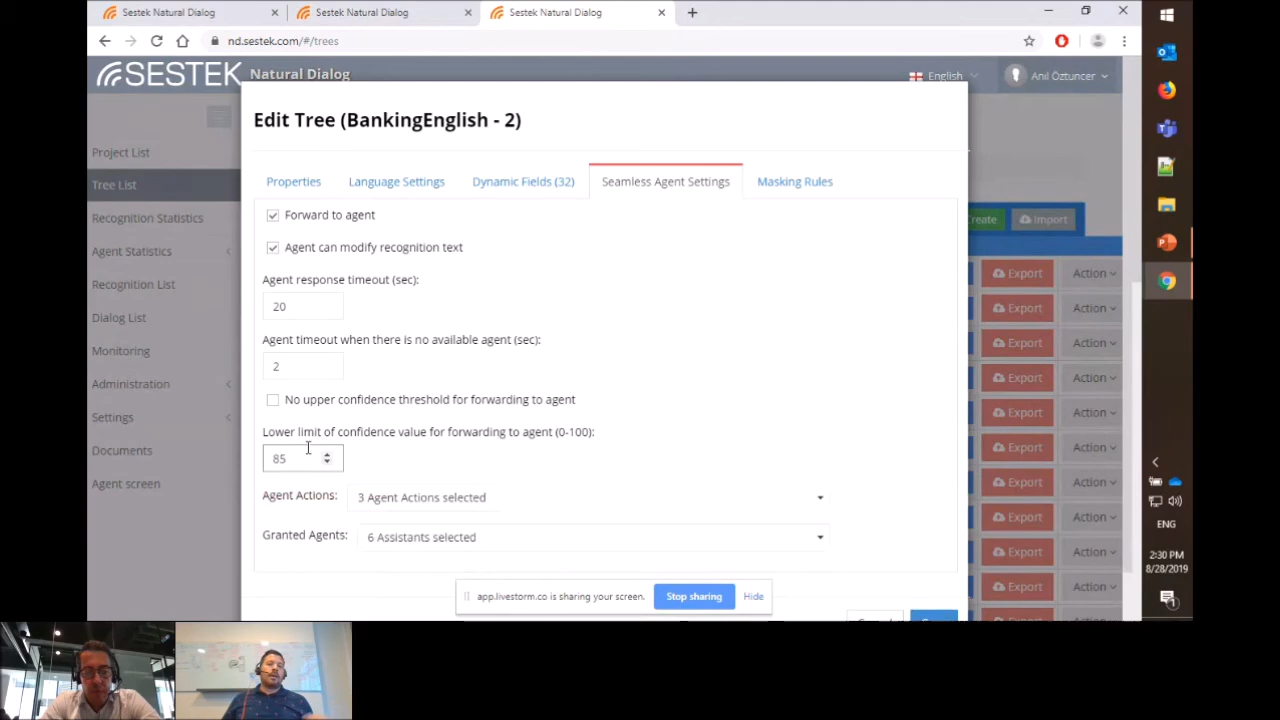 Sestek Natural Dialog
Sestek Natural Dialog
Sestek Natural Dialog
nd.sestek.com/#/trees
SESTEK
Natural Dialog
English
Anil Öztuncer
Edit Tree (BankingEnglish - 2)
Project List
Tree List
Recognition Statistics
Agent Statistics
Recognition List
Dialog List
Monitoring
Administration
Settings
Documents
Agent screen
Properties
Language Settings
Dynamic Fields (32)
Seamless Agent Settings
Masking Rules
Forward to agent
Agent can modify recognition text
Agent response timeout (sec):
20
Agent timeout when there is no available agent (sec):
2
No upper confidence threshold for forwarding to agent
Lower limit of confidence value for forwarding to agent (0-100):
85
Agent Actions:
3 Agent Actions selected
Granted Agents:
6 Assistants selected
Import
Export Action
Export Action
Export Action
Export Action
Export Action
Export Action
Export Action
Export Action
Export Action
Export Action
app.livestorm.co is sharing your screen.
Stop sharing
Hide
ENG
2:30 PM
8/28/2019